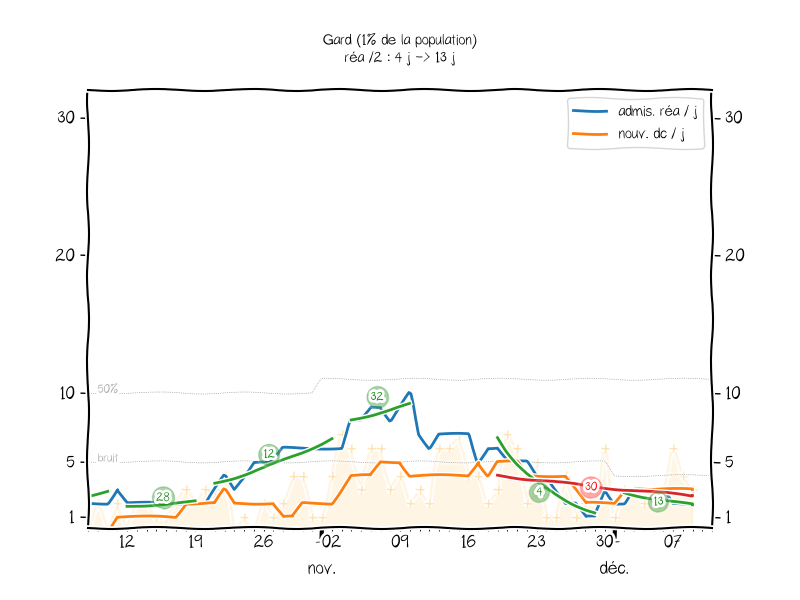 Gard (1% de la population)
réa /2 : 4 j -> 13 j
admis. réa / j
nouv. dc / j
30
30
20
20
10
10
50%
32
12
bruit
5
5
28
4
30
13
1
1
12 19 26 02 09 16 23 30 07
nov. déc.